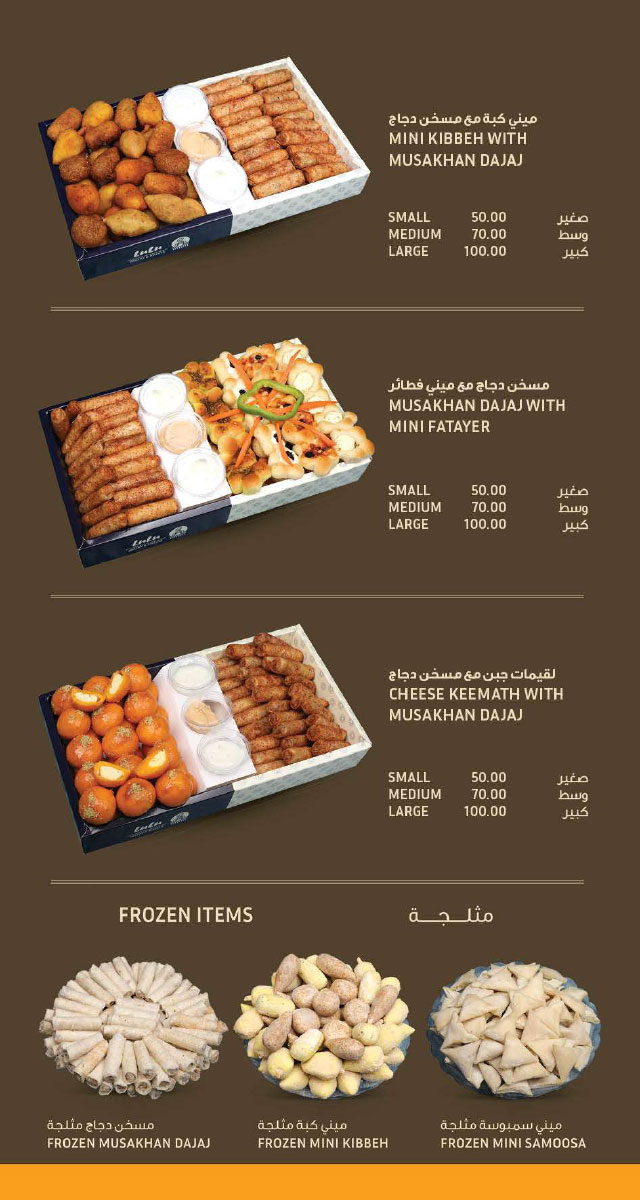 ميني كبة مع مسخن دجاج
MINI KIBBEH WITH
MUSAKHAN DAJAJ
SMALL 50.00 صغير
MEDIUM 70.00 وسط
LARGE 100.00 كبير
LuLu
مسخن دجاج مع ميني فطائر
MUSAKHAN DAJAJ WITH
MINI FATAYER
SMALL 50.00 صغير
MEDIUM 70.00 وسط
LARGE 100.00 كبير
LuLu
لقيمات جبن مع مسخن دجاج
CHEESE KEEMATH WITH
MUSAKHAN DAJAJ
SMALL 50.00 صغير
MEDIUM 70.00 وسط
LARGE 100.00 كبير
LuLu
FROZEN ITEMS مثلـــجـــة
مسخن دجاج مثلجة
FROZEN MUSAKHAN DAJAJ
ميني كبة مثلجة
FROZEN MINI KIBBEH
ميني سمبوسة مثلجة
FROZEN MINI SAMOOSA